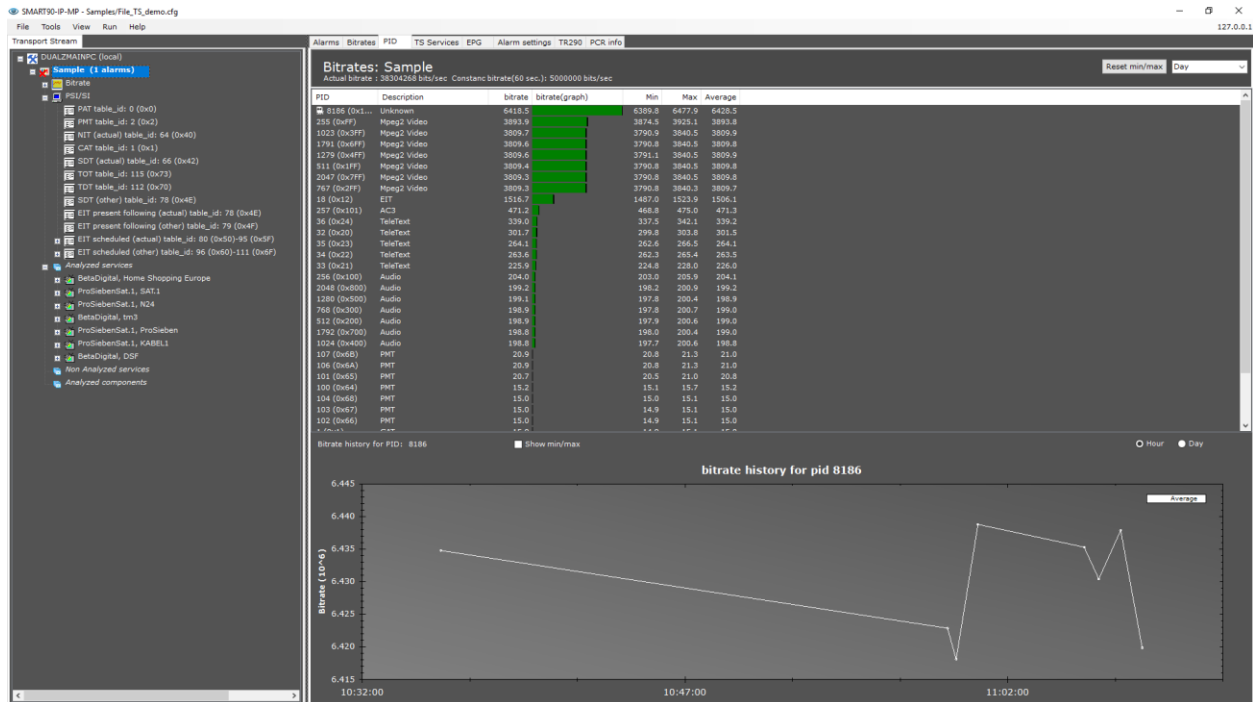 SMART90-IP-MP - Samples/File_TS_demo.cfg
File Tools View Run Help
127.0.0.1
Transport Stream
DUALZMAINPC (local)
Sample (1 alarms)
Bitrate
PSI/SI
PAT table_id: 0 (0x0)
PMT table_id: 2 (0x2)
NIT (actual) table_id: 64 (0x40)
CAT table_id: 1 (0x1)
SDT (actual) table_id: 66 (0x42)
TOT table_id: 115 (0x73)
TDT table_id: 112 (0x70)
SDT (other) table_id: 78 (0x4E)
EIT present following (actual) table_id: 78 (0x4E)
EIT present following (other) table_id: 79 (0x4F)
EIT scheduled (actual) table_id: 80 (0x50)-95 (0x5F)
EIT scheduled (other) table_id: 96 (0x60)-111 (0x6F)
Analyzed services
BetaDigital, Home Shopping Europe
ProSiebenSat.1, SAT.1
ProSiebenSat.1, N24
BetaDigital, tm3
ProSiebenSat.1, ProSieben
ProSiebenSat.1, KABEL1
BetaDigital, DSF
Non Analyzed services
Analyzed components
Alarms Bitrates PID TS Services EPG Alarm settings TR290 PCR info
Bitrates: Sample
Actual bitrate : 38304268 bits/sec Constanc bitrate(60 sec.): 5000000 bits/sec
Reset min/max Day
PID Description bitrate bitrate(graph) Min Max Average
8186 (0x1... Unknown 6418.5 6389.8 6477.9 6428.5
255 (0xFF) Mpeg2 Video 3893.9 3874.5 3925.1 3893.8
1023 (0x3FF) Mpeg2 Video 3809.7 3790.9 3840.5 3809.9
1791 (0x6FF) Mpeg2 Video 3809.6 3790.8 3840.5 3809.8
1279 (0x4FF) Mpeg2 Video 3809.6 3791.1 3840.5 3809.9
511 (0x1FF) Mpeg2 Video 3809.4 3790.8 3840.5 3809.8
2047 (0x7FF) Mpeg2 Video 3809.3 3790.8 3840.5 3809.8
767 (0x2FF) Mpeg2 Video 3809.3 3790.8 3840.3 3809.7
18 (0x12) EIT 1516.7 1487.0 1523.9 1506.1
257 (0x101) AC3 471.2 468.8 475.0 471.3
36 (0x24) TeleText 339.0 337.5 342.1 339.2
32 (0x20) TeleText 301.7 299.8 303.8 301.5
35 (0x23) TeleText 264.1 262.6 266.5 264.1
34 (0x22) TeleText 263.6 262.3 265.4 263.5
33 (0x21) TeleText 225.9 224.8 228.0 226.0
256 (0x100) Audio 204.0 203.0 205.9 204.1
2048 (0x800) Audio 199.2 198.2 200.9 199.2
1280 (0x500) Audio 199.1 197.8 200.4 198.9
768 (0x300) Audio 198.9 197.8 200.7 199.0
512 (0x200) Audio 198.9 197.9 200.6 199.0
1792 (0x700) Audio 198.8 198.0 200.4 199.0
1024 (0x400) Audio 198.8 197.7 200.6 198.8
107 (0x6B) PMT 20.9 20.8 21.3 21.0
106 (0x6A) PMT 20.9 20.8 21.3 21.0
101 (0x65) PMT 20.7 20.5 21.0 20.8
100 (0x64) PMT 15.2 15.1 15.7 15.2
104 (0x68) PMT 15.0 15.0 15.1 15.0
103 (0x67) PMT 15.0 14.9 15.1 15.0
102 (0x66) PMT 15.0 14.9 15.1 15.0
Bitrate history for PID: 8186 Show min/max Hour Day
bitrate history for pid 8186
Average
Bitrate (10^6)
6.445
6.440
6.435
6.430
6.425
6.420
6.415
10:32:00 10:47:00 11:02:00